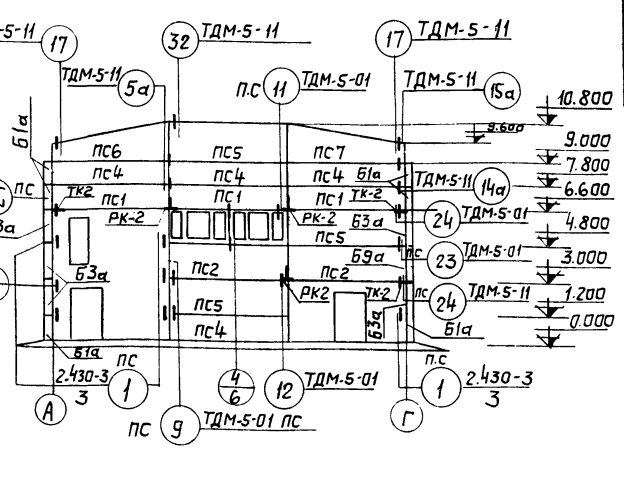 -5-11 17 32 ТДМ-5-11 17 ТДМ-5-11
ТДМ-5-11 5а П.С 11 ТДМ-5-01 ТДМ-5-11 15а 10.800
Б1а 9.600 9.000
ПС6 ПС5 ПС7 7.800
ПС4 ПС4 ПС4 Б1а ТДМ-5-11 14а 6.600
ПС ТК2 ПС1 ПС1 ПС1 ТК-2
3а РК-2 РК-2 Б3а 24 ТДМ-5-01 4.800
ПС5 ПС 23 ТДМ-5-01 3.000
Б3а ПС2 ПС2 Б9а
РК2 ТК-2 ПС 24 ТДМ-5-11 1.200
ПС5 Б3а 0.000
ПС4 Б1а
Б1а ПС П.С
2.430-3 1 4 12 ТДМ-5-01 1 2.430-3
3 6 3
А ПС 9 ТДМ-5-01 ПС Г